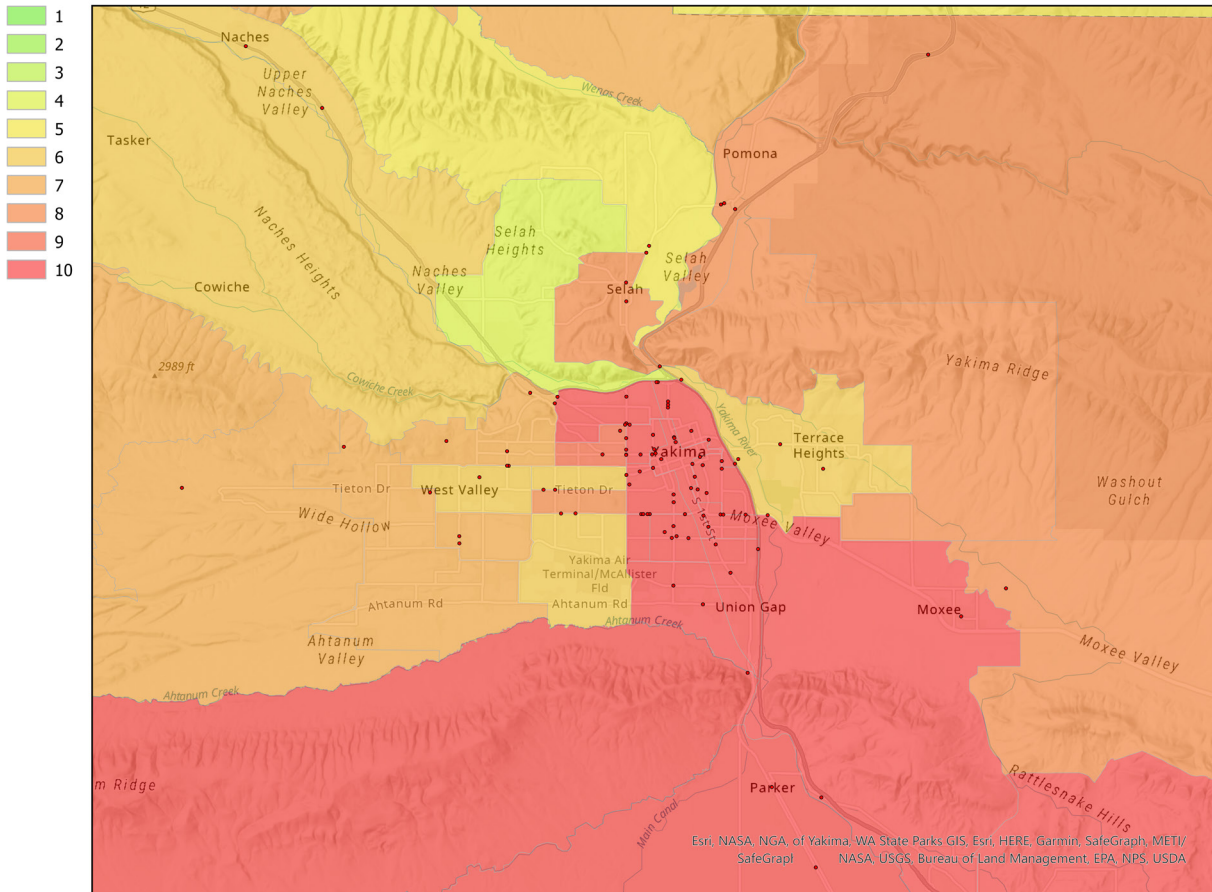 1
2
3
4
5
6
7
8
9
10
Naches
Upper
Naches
Valley
Wenas Creek
Tasker
Pomona
Naches Heights
Selah
Heights
Naches
Valley
Selah
Valley
Cowiche
Selah
2989 ft
Cowiche Creek
Yakima Ridge
Yakima River
Terrace
Heights
Yakima
West Valley
Tieton Dr
Tieton Dr
Wide Hollow
S 1st St
Moxee Valley
Washout
Gulch
Yakima Air
Terminal/McAllister
Fld
Ahtanum Rd
Ahtanum Rd
Union Gap
Moxee
Ahtanum Creek
Ahtanum
Valley
Moxee Valley
Ahtanum Creek
m Ridge
Parker
Rattlesnake Hills
Main Canal
Esri, NASA, NGA, of Yakima, WA State Parks GIS, Esri, HERE, Garmin, SafeGraph, METI/
SafeGrapl NASA, USGS, Bureau of Land Management, EPA, NPS, USDA